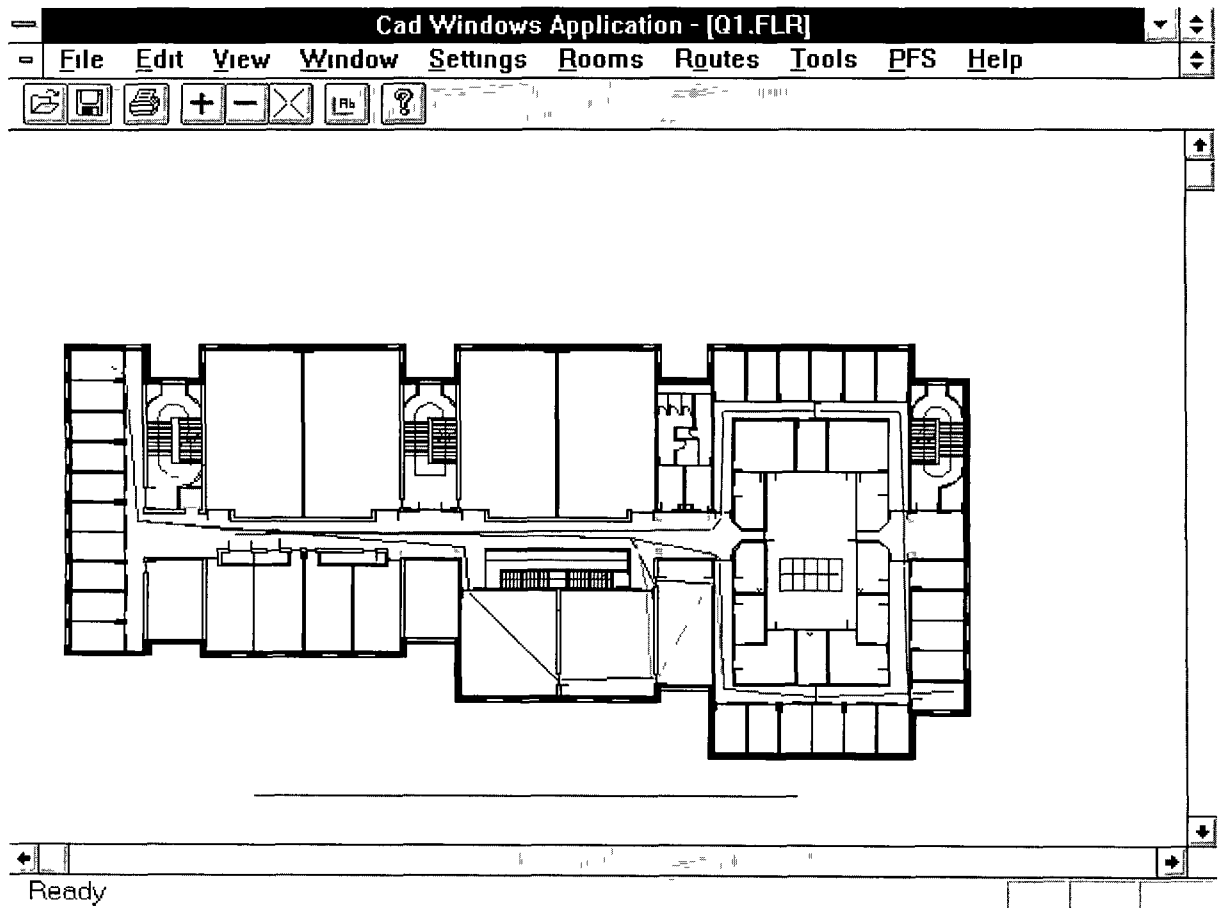 Cad Windows Application - [Q1.FLR]
File Edit View Window Settings Rooms Routes Tools PFS Help
Ready